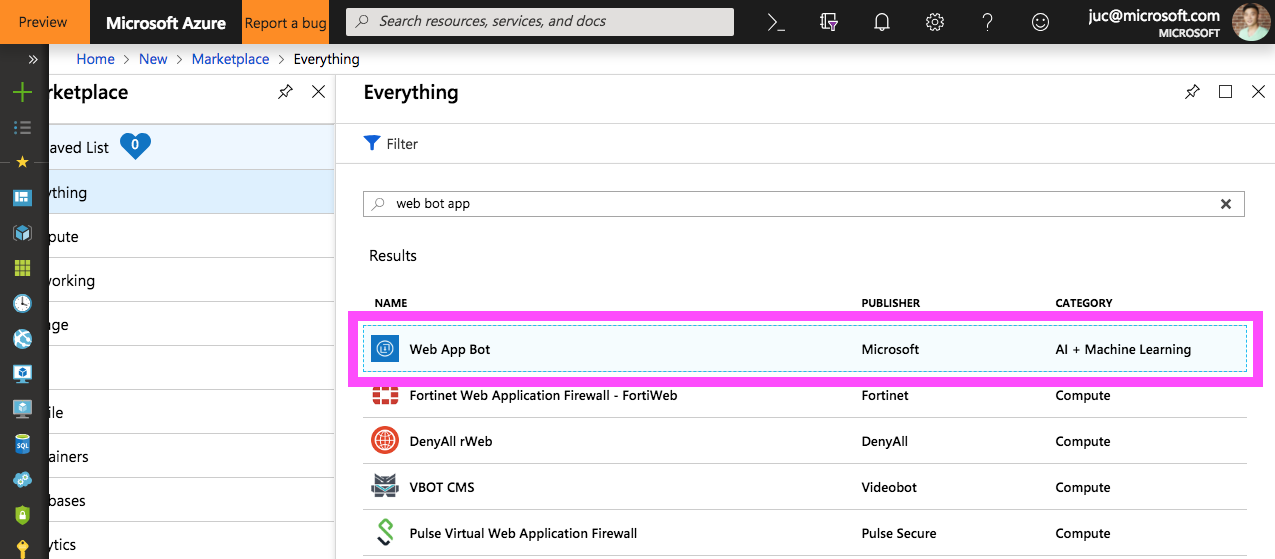 Preview
Microsoft Azure
Report a bug
Search resources, services, and docs
juc@microsoft.com
MICROSOFT
Home > New > Marketplace > Everything
rketplace
Everything
aved List 0
Filter
ything
web bot app
pute
Results
working
NAME PUBLISHER CATEGORY
ge
Web App Bot Microsoft AI + Machine Learning
Fortinet Web Application Firewall - FortiWeb Fortinet Compute
ile
DenyAll rWeb DenyAll Compute
ainers
VBOT CMS Videobot Compute
bases
Pulse Virtual Web Application Firewall Pulse Secure Compute
ytics
SQL